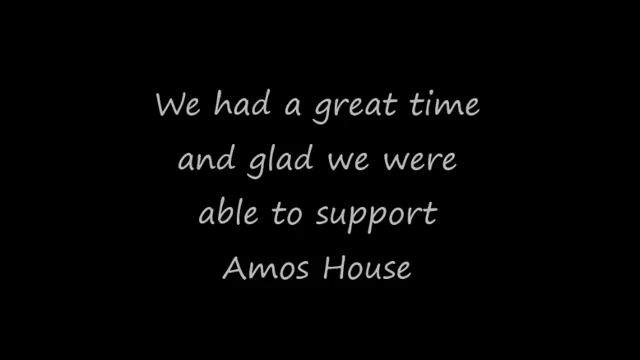 We had a great time
and glad we were
able to support
Amos House